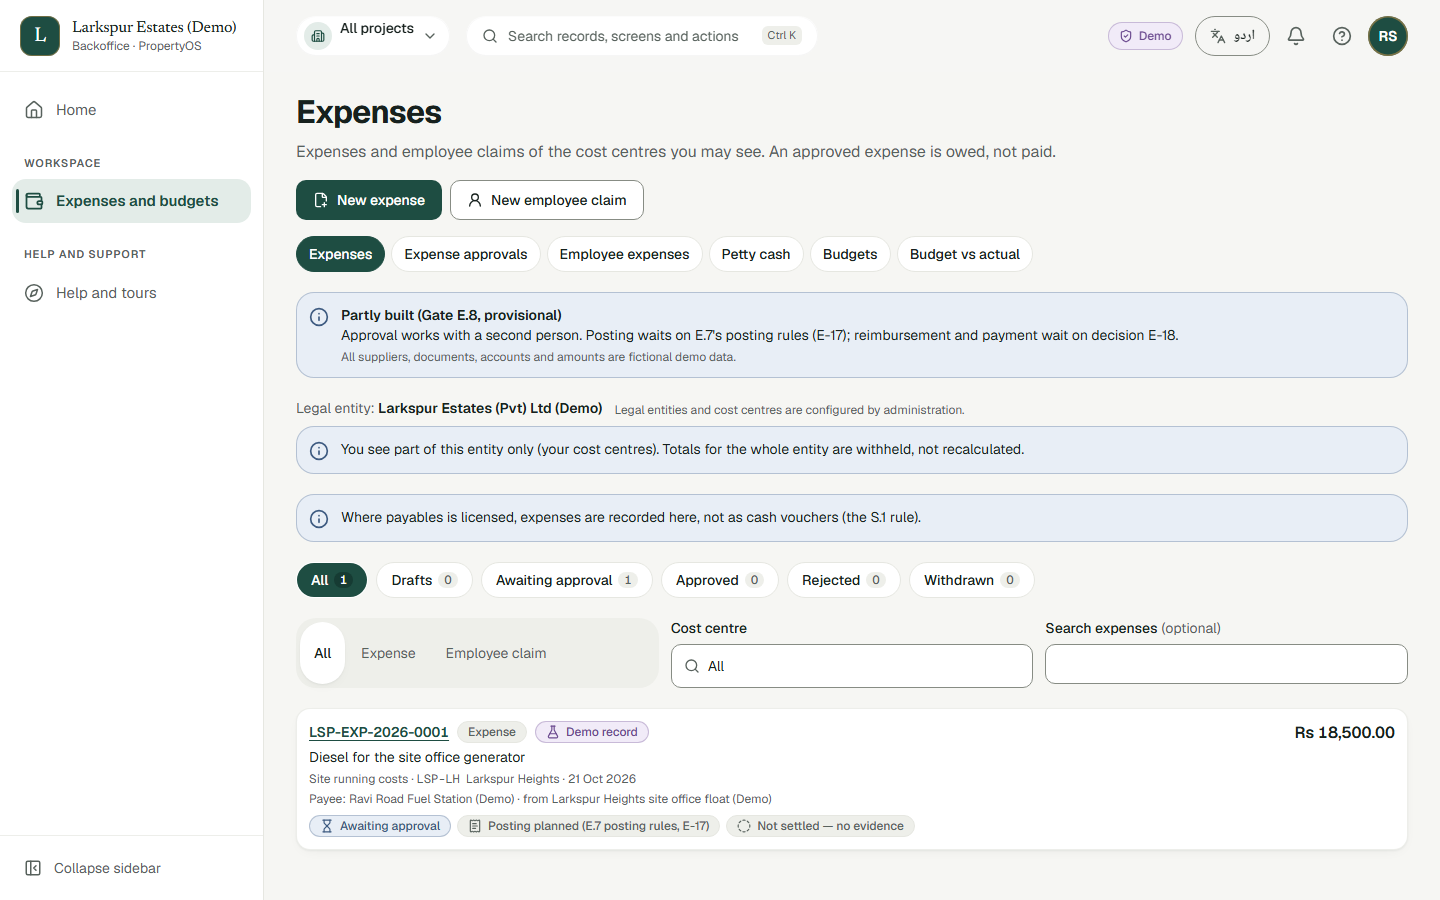 L
Larkspur Estates (Demo)
Backoffice · PropertyOS
All projects
Search records, screens and actions
Ctrl K
Demo
اردو
RS
Home
WORKSPACE
Expenses and budgets
HELP AND SUPPORT
Help and tours
Collapse sidebar
Expenses
Expenses and employee claims of the cost centres you may see. An approved expense is owed, not paid.
New expense
New employee claim
Expenses
Expense approvals
Employee expenses
Petty cash
Budgets
Budget vs actual
Partly built (Gate E.8, provisional)
Approval works with a second person. Posting waits on E.7's posting rules (E-17); reimbursement and payment wait on decision E-18.
All suppliers, documents, accounts and amounts are fictional demo data.
Legal entity: Larkspur Estates (Pvt) Ltd (Demo) Legal entities and cost centres are configured by administration.
You see part of this entity only (your cost centres). Totals for the whole entity are withheld, not recalculated.
Where payables is licensed, expenses are recorded here, not as cash vouchers (the S.1 rule).
All 1
Drafts 0
Awaiting approval 1
Approved 0
Rejected 0
Withdrawn 0
All
Expense
Employee claim
Cost centre
All
Search expenses (optional)
LSP-EXP-2026-0001 Expense Demo record Rs 18,500.00
Diesel for the site office generator
Site running costs · LSP-LH Larkspur Heights · 21 Oct 2026
Payee: Ravi Road Fuel Station (Demo) · from Larkspur Heights site office float (Demo)
Awaiting approval
Posting planned (E.7 posting rules, E-17)
Not settled — no evidence